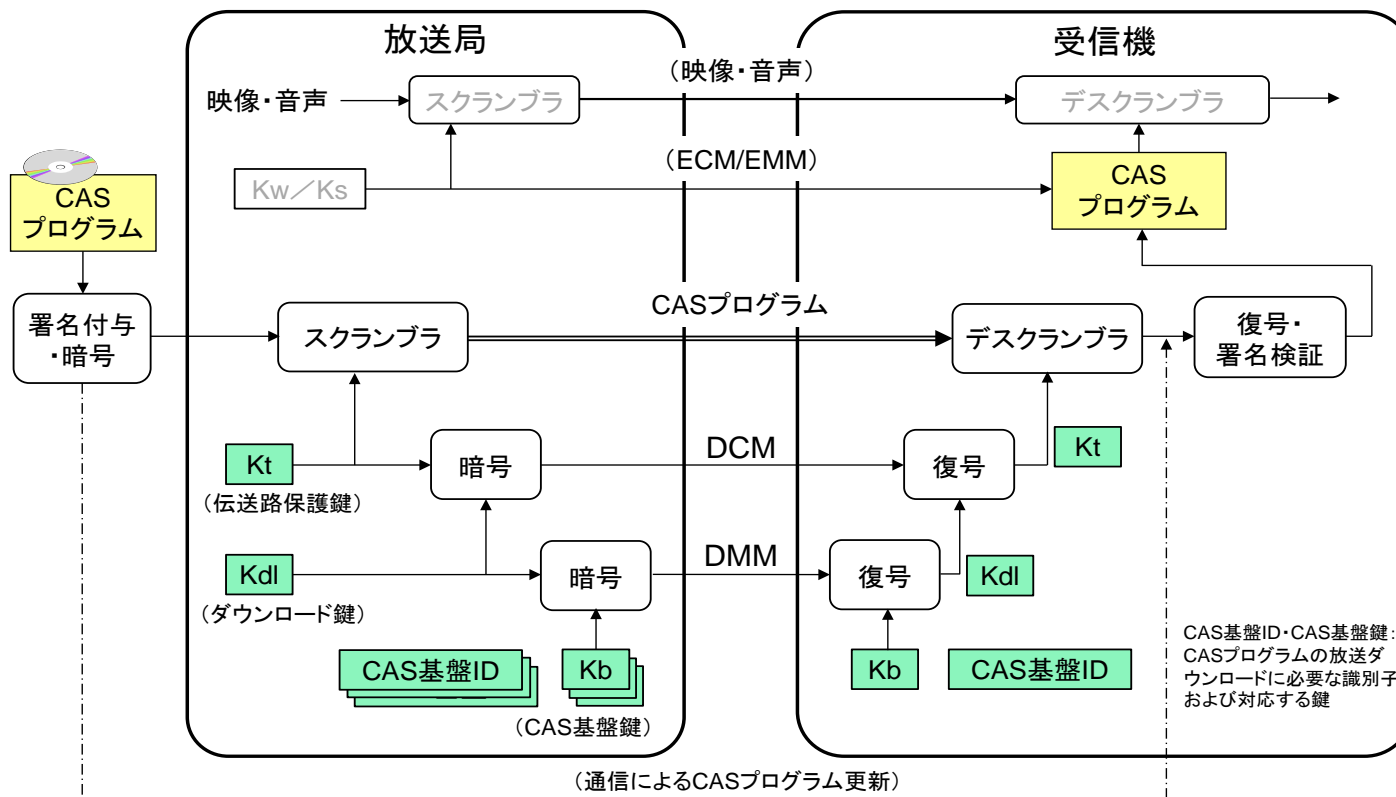 放送局
受信機
(映像・音声)
映像・音声
スクランブラ
デスクランブラ
(ECM/EMM)
Kw/Ks
CAS
プログラム
CAS
プログラム
CASプログラム
署名付与
・暗号
スクランブラ
デスクランブラ
復号・
署名検証
Kt
(伝送路保護鍵)
暗号
DCM
復号
Kt
Kdl
(ダウンロード鍵)
暗号
DMM
復号
Kdl
CAS基盤ID
Kb
(CAS基盤鍵)
Kb
CAS基盤ID
CAS基盤ID・CAS基盤鍵:
CASプログラムの放送ダ
ウンロードに必要な識別子
および対応する鍵
(通信によるCASプログラム更新)